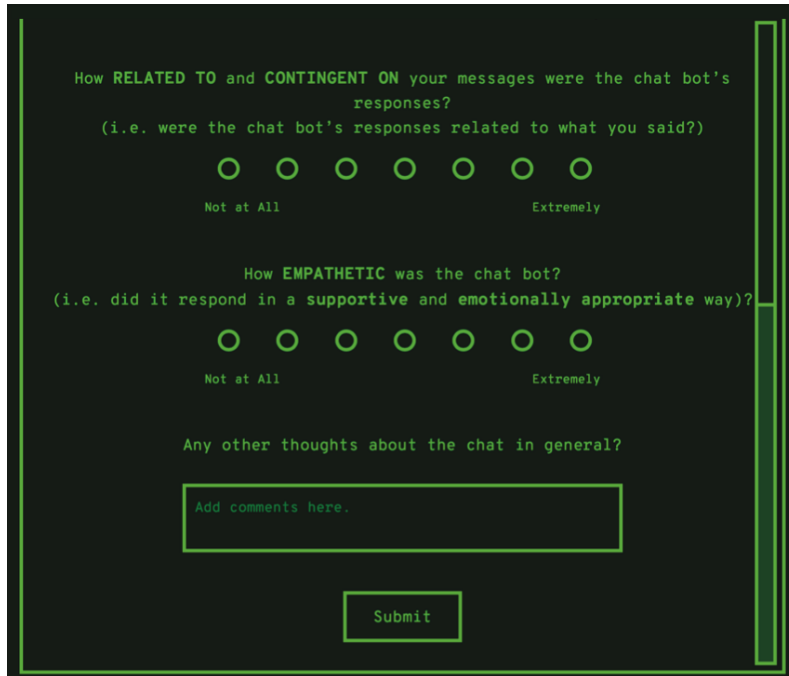 How RELATED TO and CONTINGENT ON your messages were the chat bot's
responses?
(i.e. were the chat bot's responses related to what you said?)
Not at All Extremely
How EMPATHETIC was the chat bot?
(i.e. did it respond in a supportive and emotionally appropriate way)?
Not at All Extremely
Any other thoughts about the chat in general?
Add comments here.
Submit